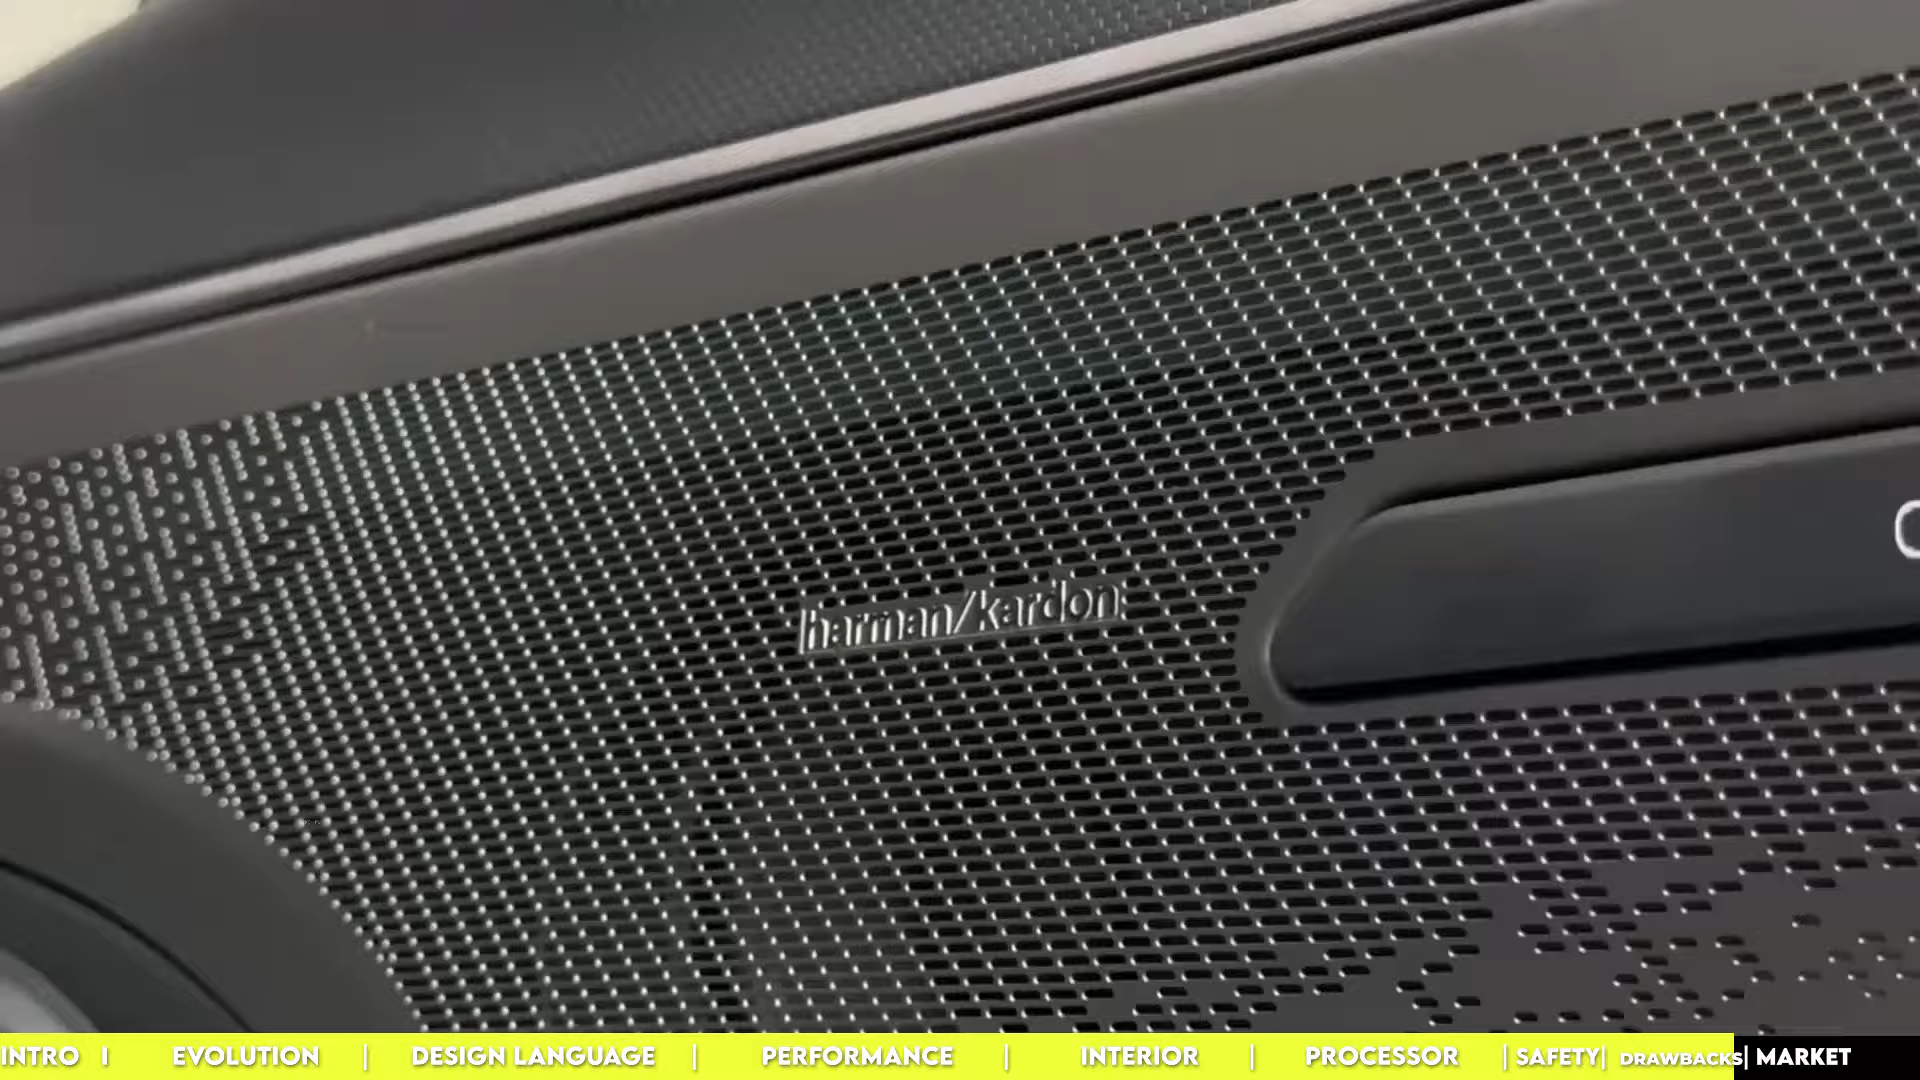 harman/kardon
INTRO | EVOLUTION | DESIGN LANGUAGE | PERFORMANCE | INTERIOR | PROCESSOR | SAFETY| DRAWBACKS| MARKET